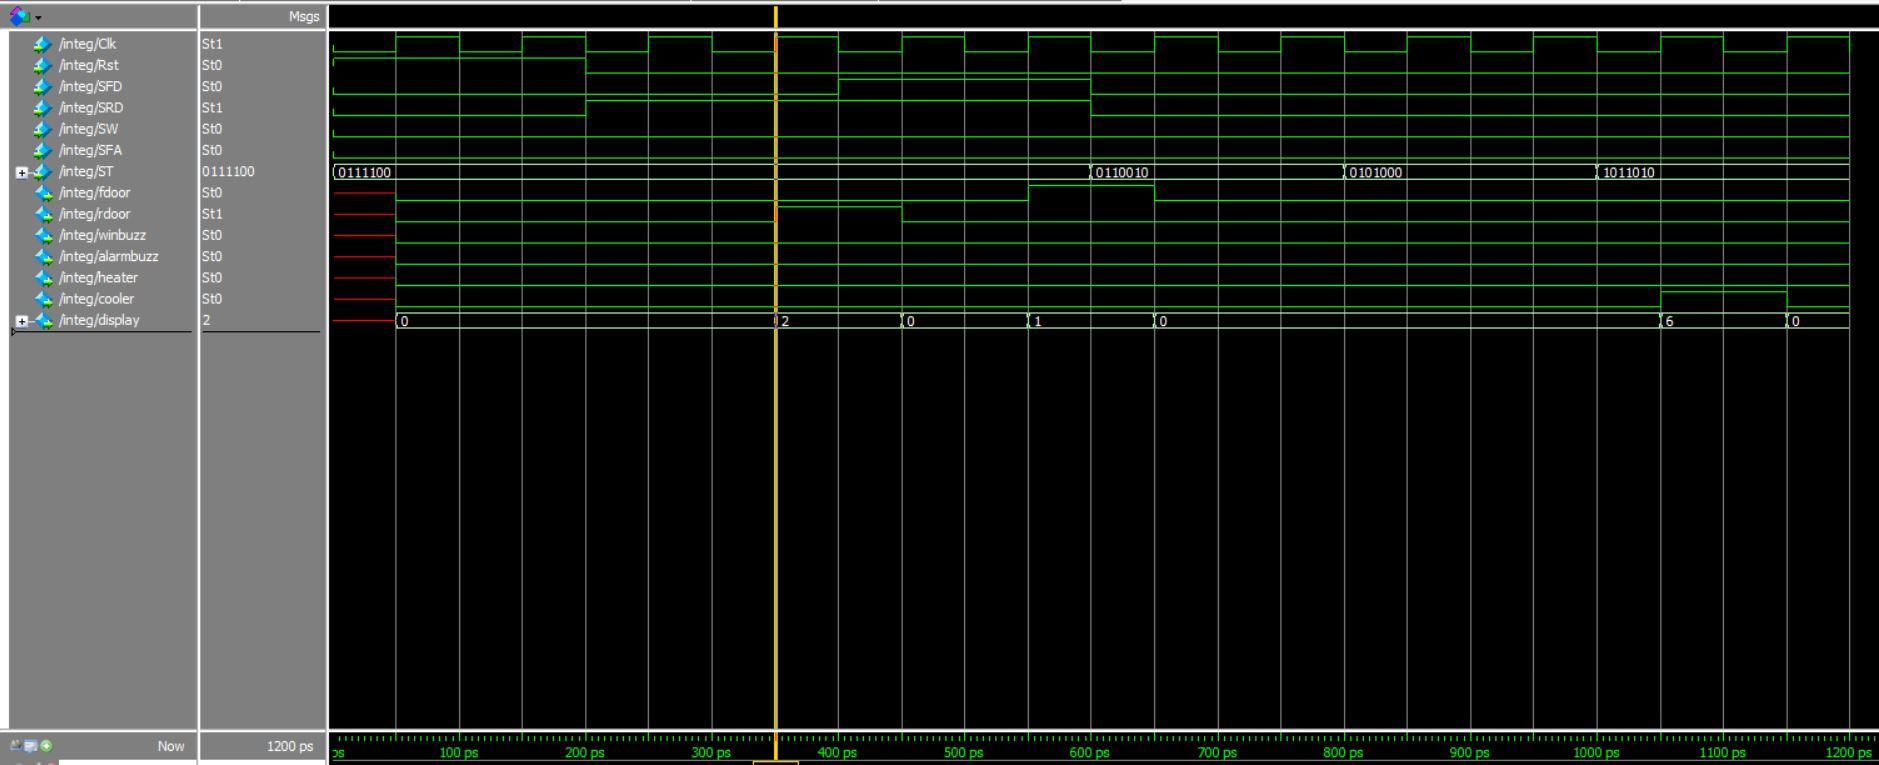 Msgs
/integ/Clk St1
/integ/Rst St0
/integ/SFD St0
/integ/SRD St1
/integ/SW St0
/integ/SFA St0
/integ/ST 0111100 0111100 0110010 0101000 1011010
/integ/fdoor St0
/integ/rdoor St1
/integ/winbuzz St0
/integ/alarmbuzz St0
/integ/heater St0
/integ/cooler St0
/integ/display 2 0 2 0 1 0 6 0
Now 1200 ps ps 100 ps 200 ps 300 ps 400 ps 500 ps 600 ps 700 ps 800 ps 900 ps 1000 ps 1100 ps 1200 ps